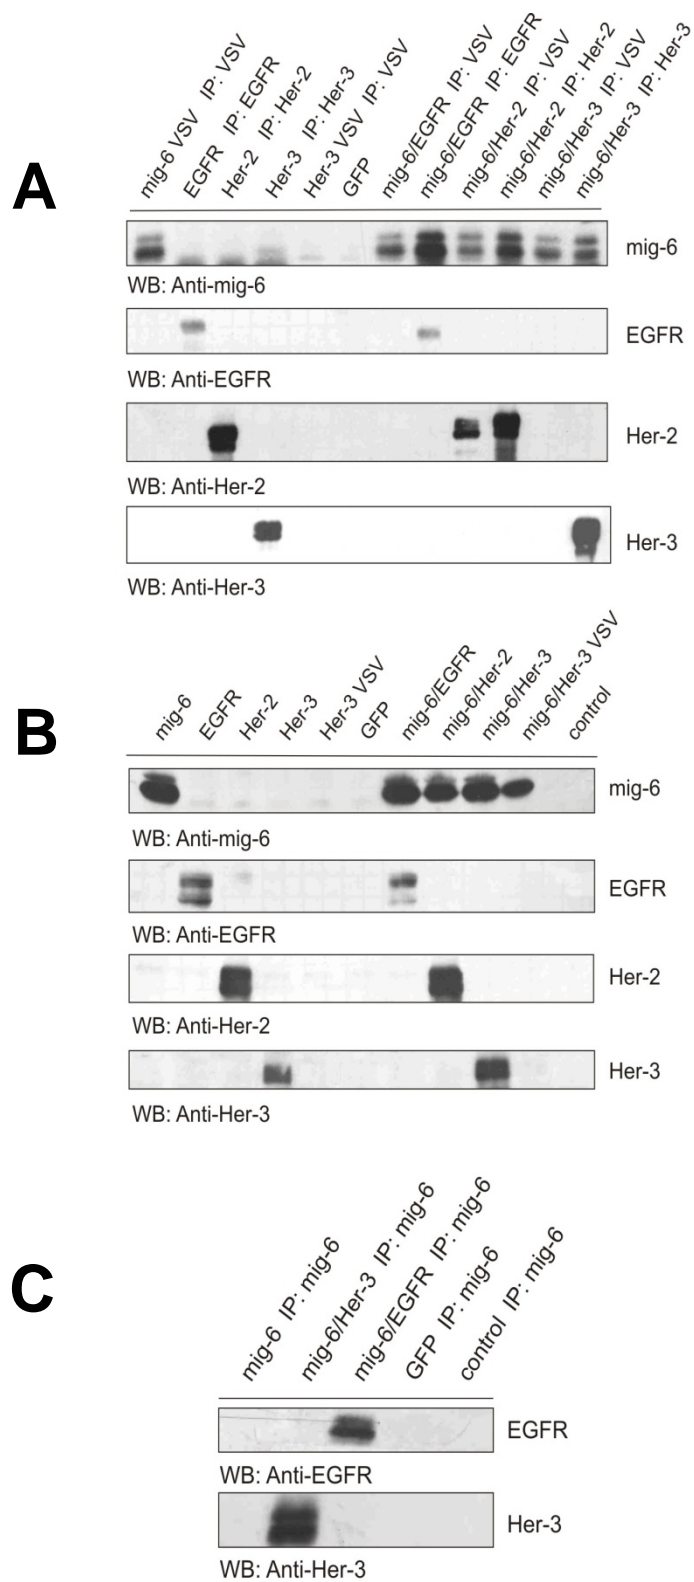 A
mig-6 VSV IP: VSV
EGFR IP: EGFR
Her-2 IP: Her-2
Her-3 IP: Her-3
Her-3 VSV IP: VSV
GFP
mig-6/EGFR IP: VSV
mig-6/EGFR IP: EGFR
mig-6/Her-2 IP: VSV
mig-6/Her-2 IP: Her-2
mig-6/Her-3 IP: VSV
mig-6/Her-3 IP: Her-3
mig-6
WB: Anti-mig-6
EGFR
WB: Anti-EGFR
Her-2
WB: Anti-Her-2
Her-3
WB: Anti-Her-3
B
mig-6
EGFR
Her-2
Her-3
Her-3 VSV
GFP
mig-6/EGFR
mig-6/Her-2
mig-6/Her-3
mig-6/Her-3 VSV
control
mig-6
WB: Anti-mig-6
EGFR
WB: Anti-EGFR
Her-2
WB: Anti-Her-2
Her-3
WB: Anti-Her-3
C
mig-6 IP: mig-6
mig-6/Her-3 IP: mig-6
mig-6/EGFR IP: mig-6
GFP IP: mig-6
control IP: mig-6
EGFR
WB: Anti-EGFR
Her-3
WB: Anti-Her-3